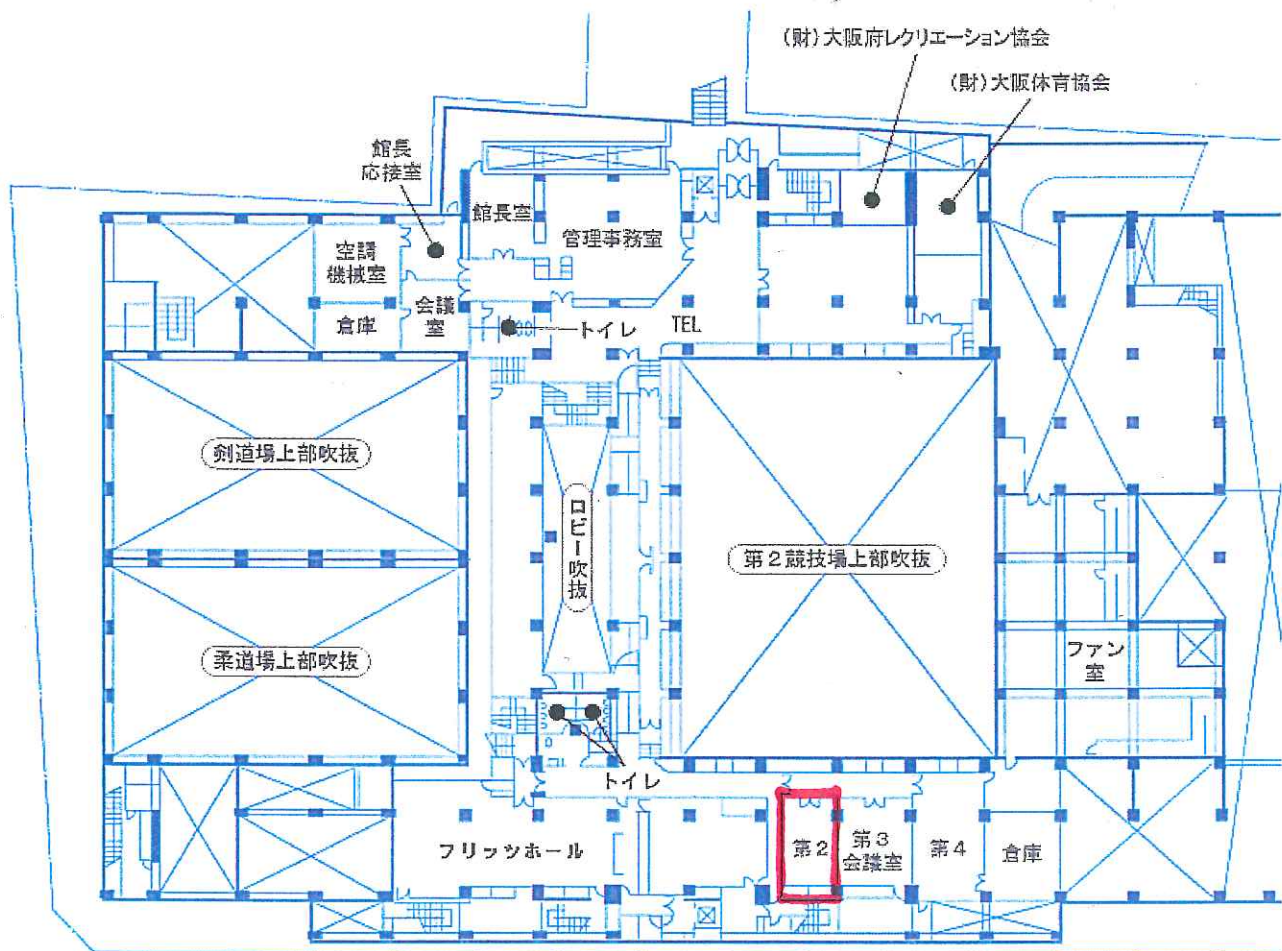 (財)大阪府レクリエーション協会
(財)大阪体育協会
館長
応接室
館長室
管理事務室
空調
機械室
会議
室
倉庫
トイレ
TEL
剣道場上部吹抜
ロビー吹抜
第2競技場上部吹抜
柔道場上部吹抜
ファン
室
トイレ
フリッツホール
第2
第3
会議室
第4
倉庫